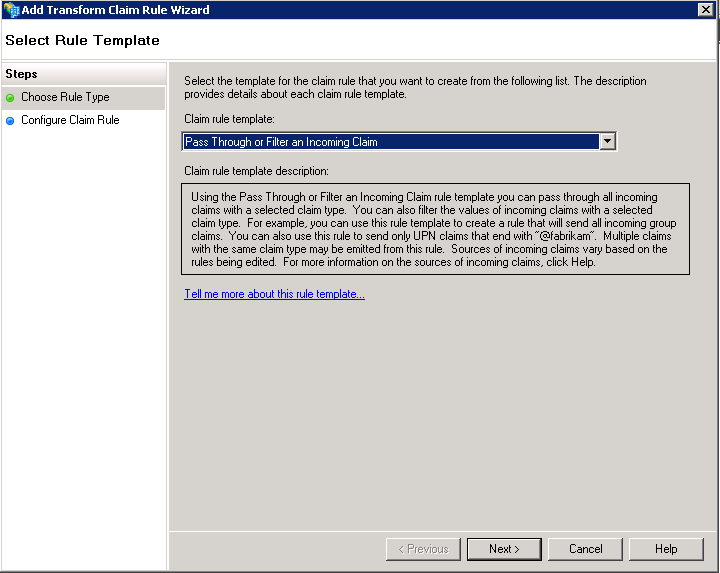 Add Transform Claim Rule Wizard
Select Rule Template
Steps
Choose Rule Type
Configure Claim Rule
Select the template for the claim rule that you want to create from the following list. The description
provides details about each claim rule template.
Claim rule template:
Pass Through or Filter an Incoming Claim
Claim rule template description:
Using the Pass Through or Filter an Incoming Claim rule template you can pass through all incoming
claims with a selected claim type. You can also filter the values of incoming claims with a selected
claim type. For example, you can use this rule template to create a rule that will send all incoming group
claims. You can also use this rule to send only UPN claims that end with "@fabrikam". Multiple claims
with the same claim type may be emitted from this rule. Sources of incoming claims vary based on the
rules being edited. For more information on the sources of incoming claims, click Help.
Tell me more about this rule template...
< Previous
Next >
Cancel
Help